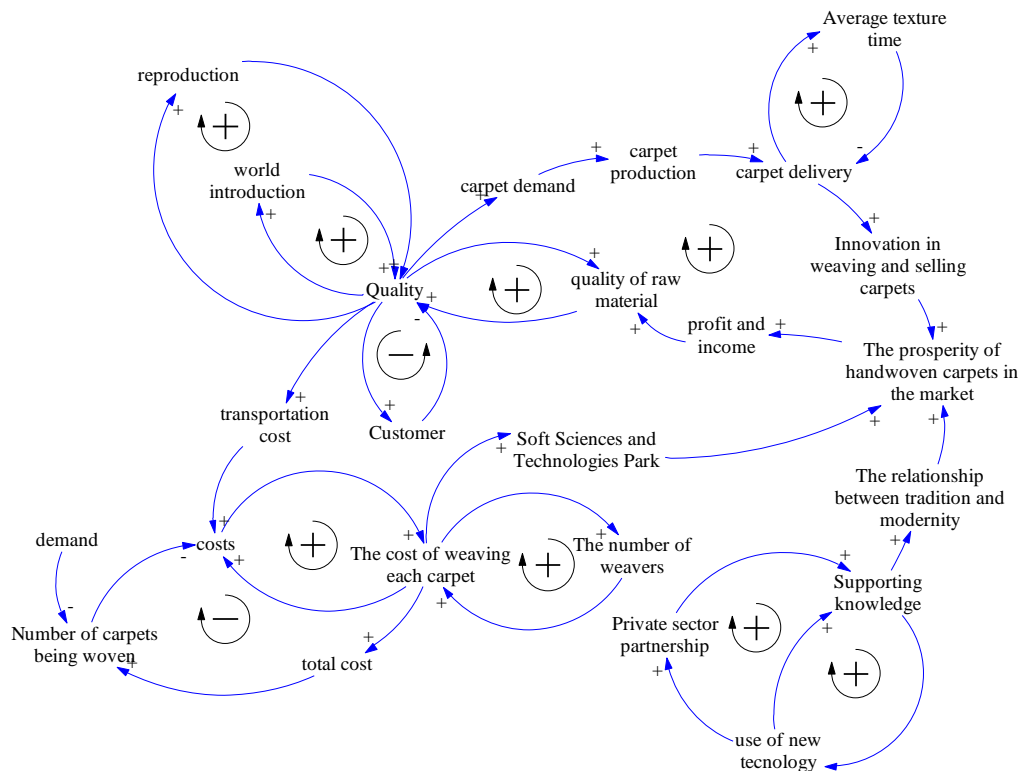 Average texture
time
reproduction
world
introduction
carpet
production
carpet demand
carpet delivery
Innovation in
weaving and selling
carpets
Quality
quality of raw
material
profit and
income
The prosperity of
handwoven carpets in
the market
transportation
cost
Customer
Soft Sciences and
Technologies Park
The relationship
between tradition and
modernity
demand
costs
The cost of weaving
each carpet
The number of
weavers
Supporting
knowledge
Number of carpets
being woven
total cost
Private sector
partnership
use of new
tecnology